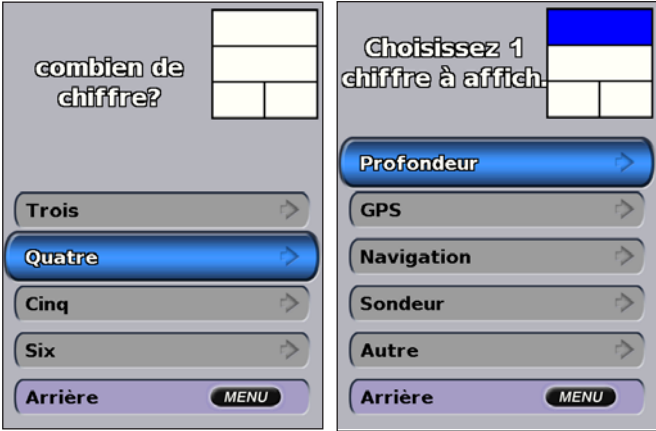 combien de
chiffre?
Trois
Quatre
Cinq
Six
Arrière MENU
Choisissez 1
chiffre à affich.
Profondeur
GPS
Navigation
Sondeur
Autre
Arrière MENU